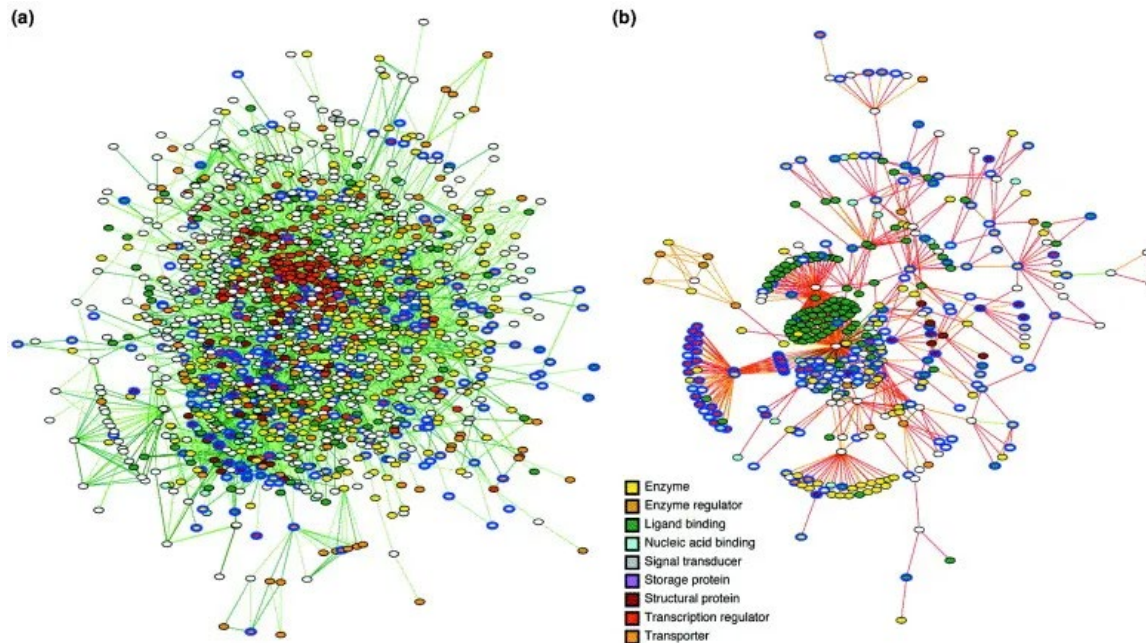 (a)
(b)
Enzyme
Enzyme regulator
Ligand binding
Nucleic acid binding
Signal transducer
Storage protein
Structural protein
Transcription regulator
Transporter